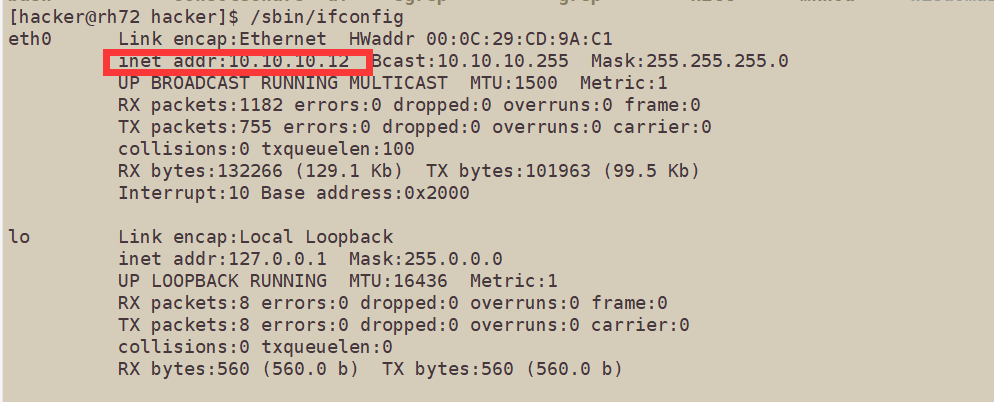 [hacker@rh72 hacker]$ /sbin/ifconfig
eth0      Link encap:Ethernet  HWaddr 00:0C:29:CD:9A:C1
          inet addr:10.10.10.12  Bcast:10.10.10.255  Mask:255.255.255.0
          UP BROADCAST RUNNING MULTICAST  MTU:1500  Metric:1
          RX packets:1182 errors:0 dropped:0 overruns:0 frame:0
          TX packets:755 errors:0 dropped:0 overruns:0 carrier:0
          collisions:0 txqueuelen:100
          RX bytes:132266 (129.1 Kb)  TX bytes:101963 (99.5 Kb)
          Interrupt:10 Base address:0x2000
lo        Link encap:Local Loopback
          inet addr:127.0.0.1  Mask:255.0.0.0
          UP LOOPBACK RUNNING  MTU:16436  Metric:1
          RX packets:8 errors:0 dropped:0 overruns:0 frame:0
          TX packets:8 errors:0 dropped:0 overruns:0 carrier:0
          collisions:0 txqueuelen:0
          RX bytes:560 (560.0 b)  TX bytes:560 (560.0 b)